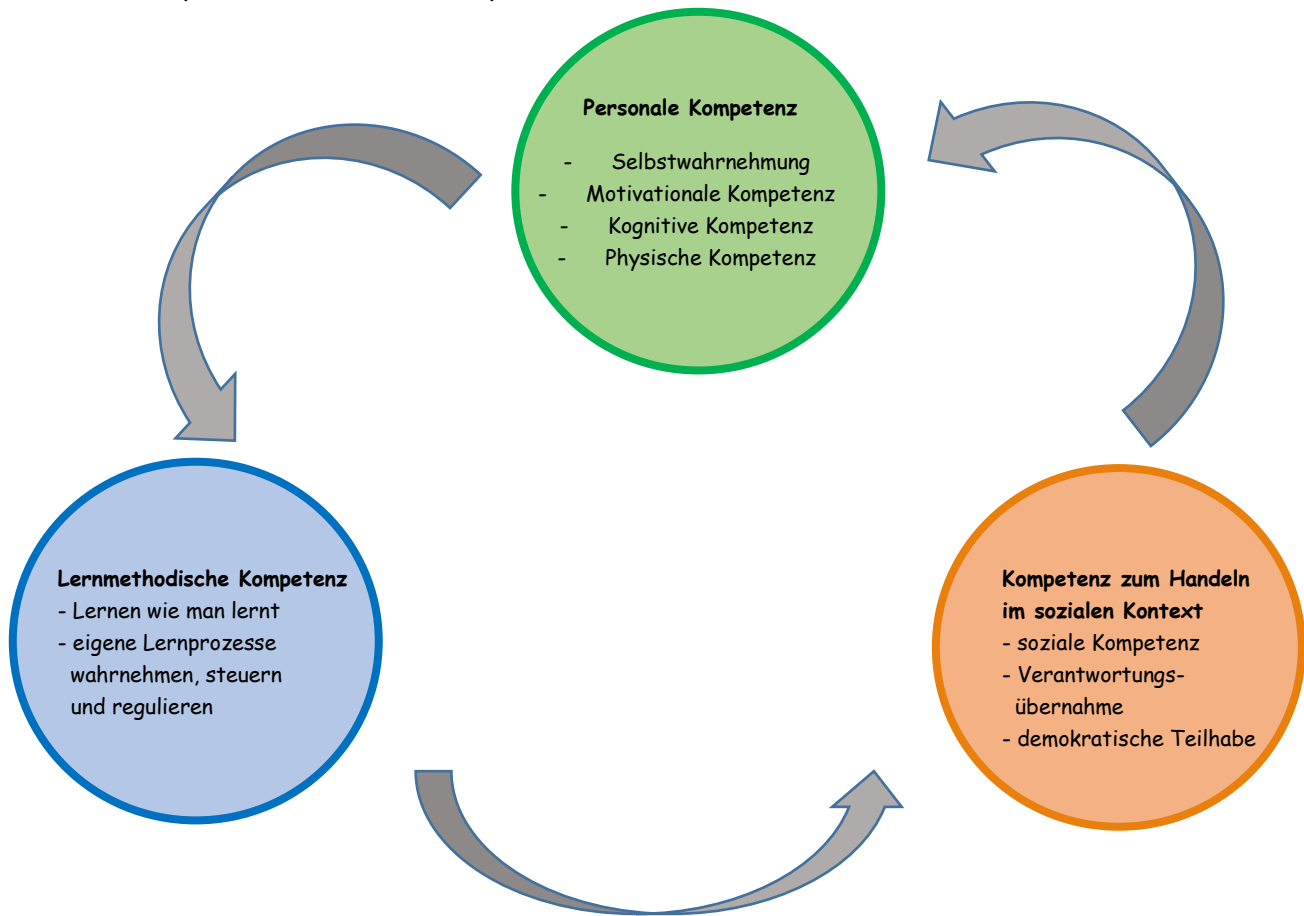 Personale Kompetenz
- Selbstwahrnehmung
- Motivationale Kompetenz
- Kognitive Kompetenz
- Physische Kompetenz
Lernmethodische Kompetenz
- Lernen wie man lernt
- eigene Lernprozesse
wahrnehmen, steuern
und regulieren
Kompetenz zum Handeln
im sozialen Kontext
- soziale Kompetenz
- Verantwortungs-
übernahme
- demokratische Teilhabe